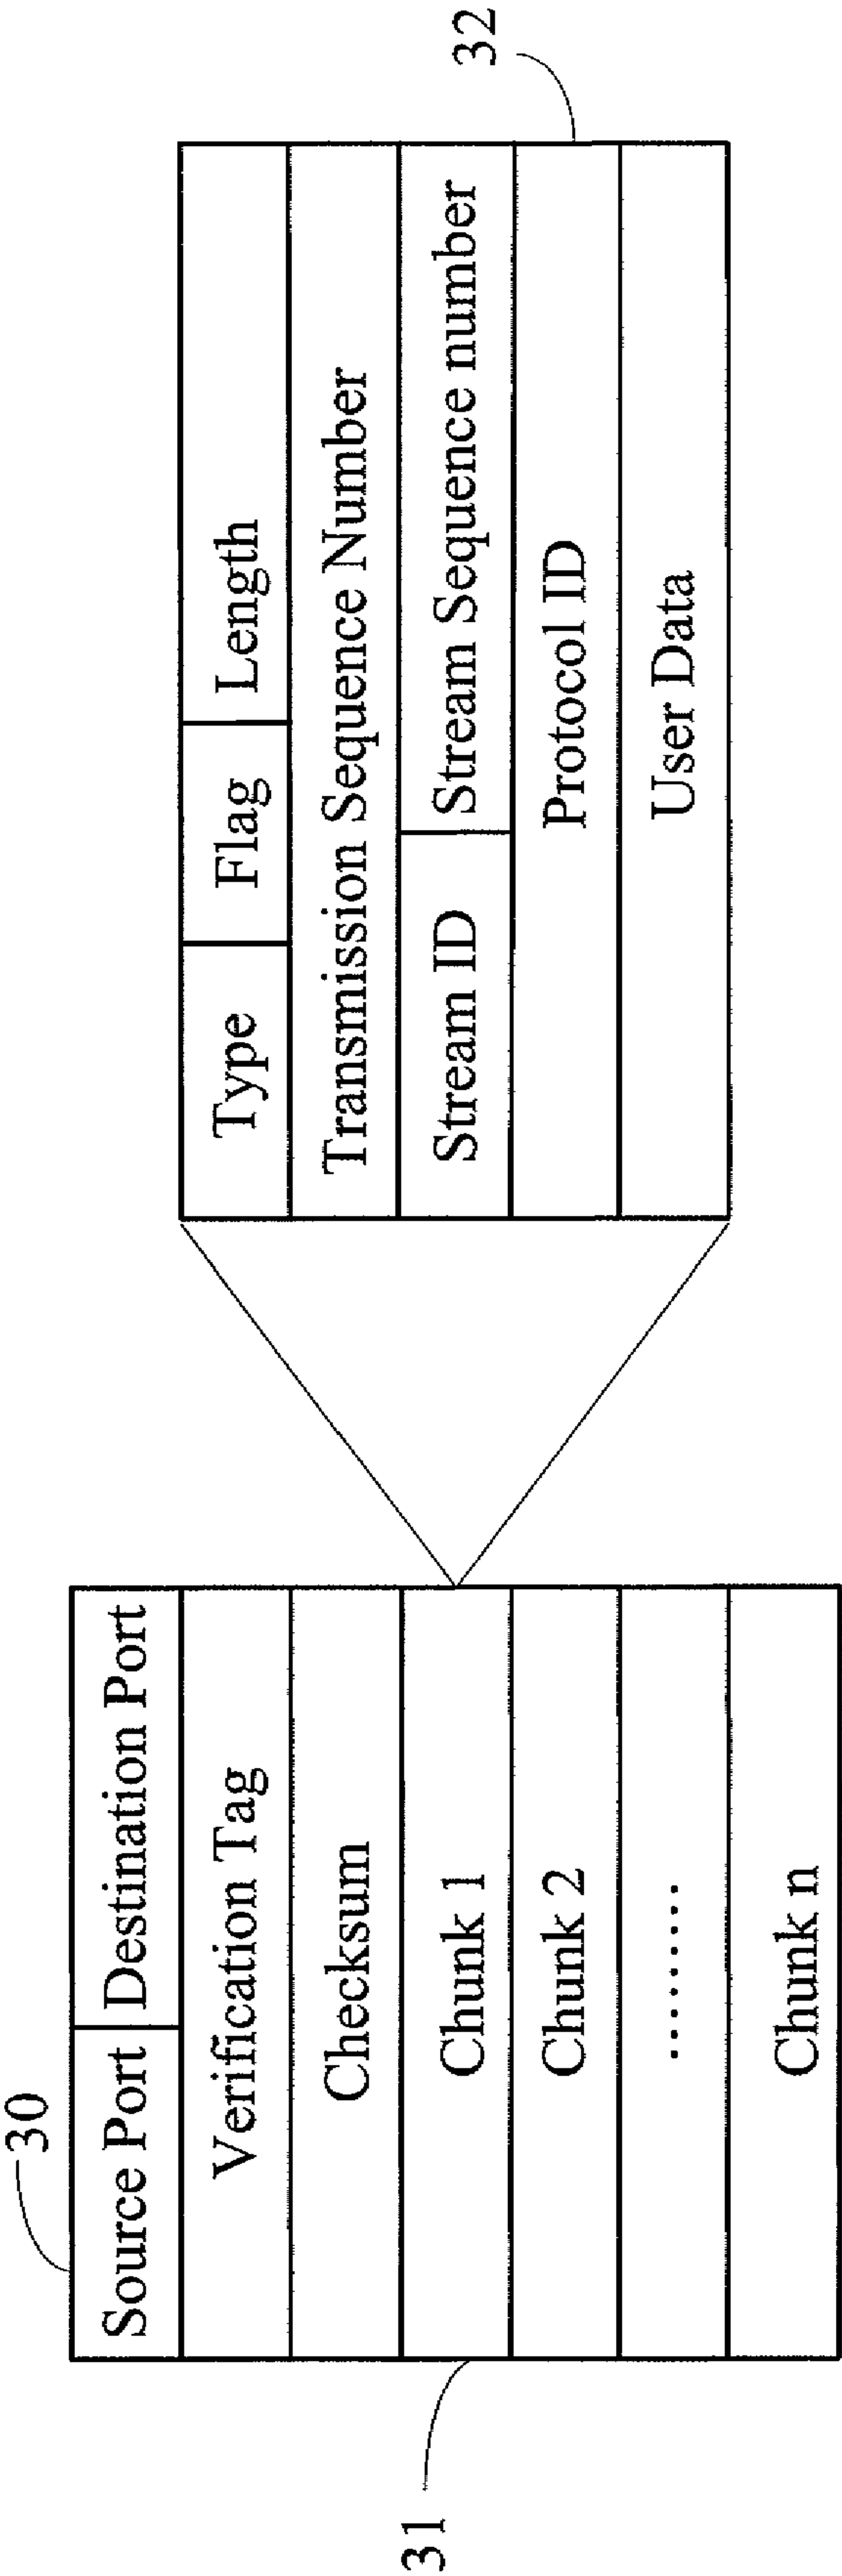 30
Source Port Destination Port
Verification Tag
Checksum
31
Chunk 1
Chunk 2
.........
Chunk n
Type Flag Length
Transmission Sequence Number
Stream ID Stream Sequence number
Protocol ID
User Data
32